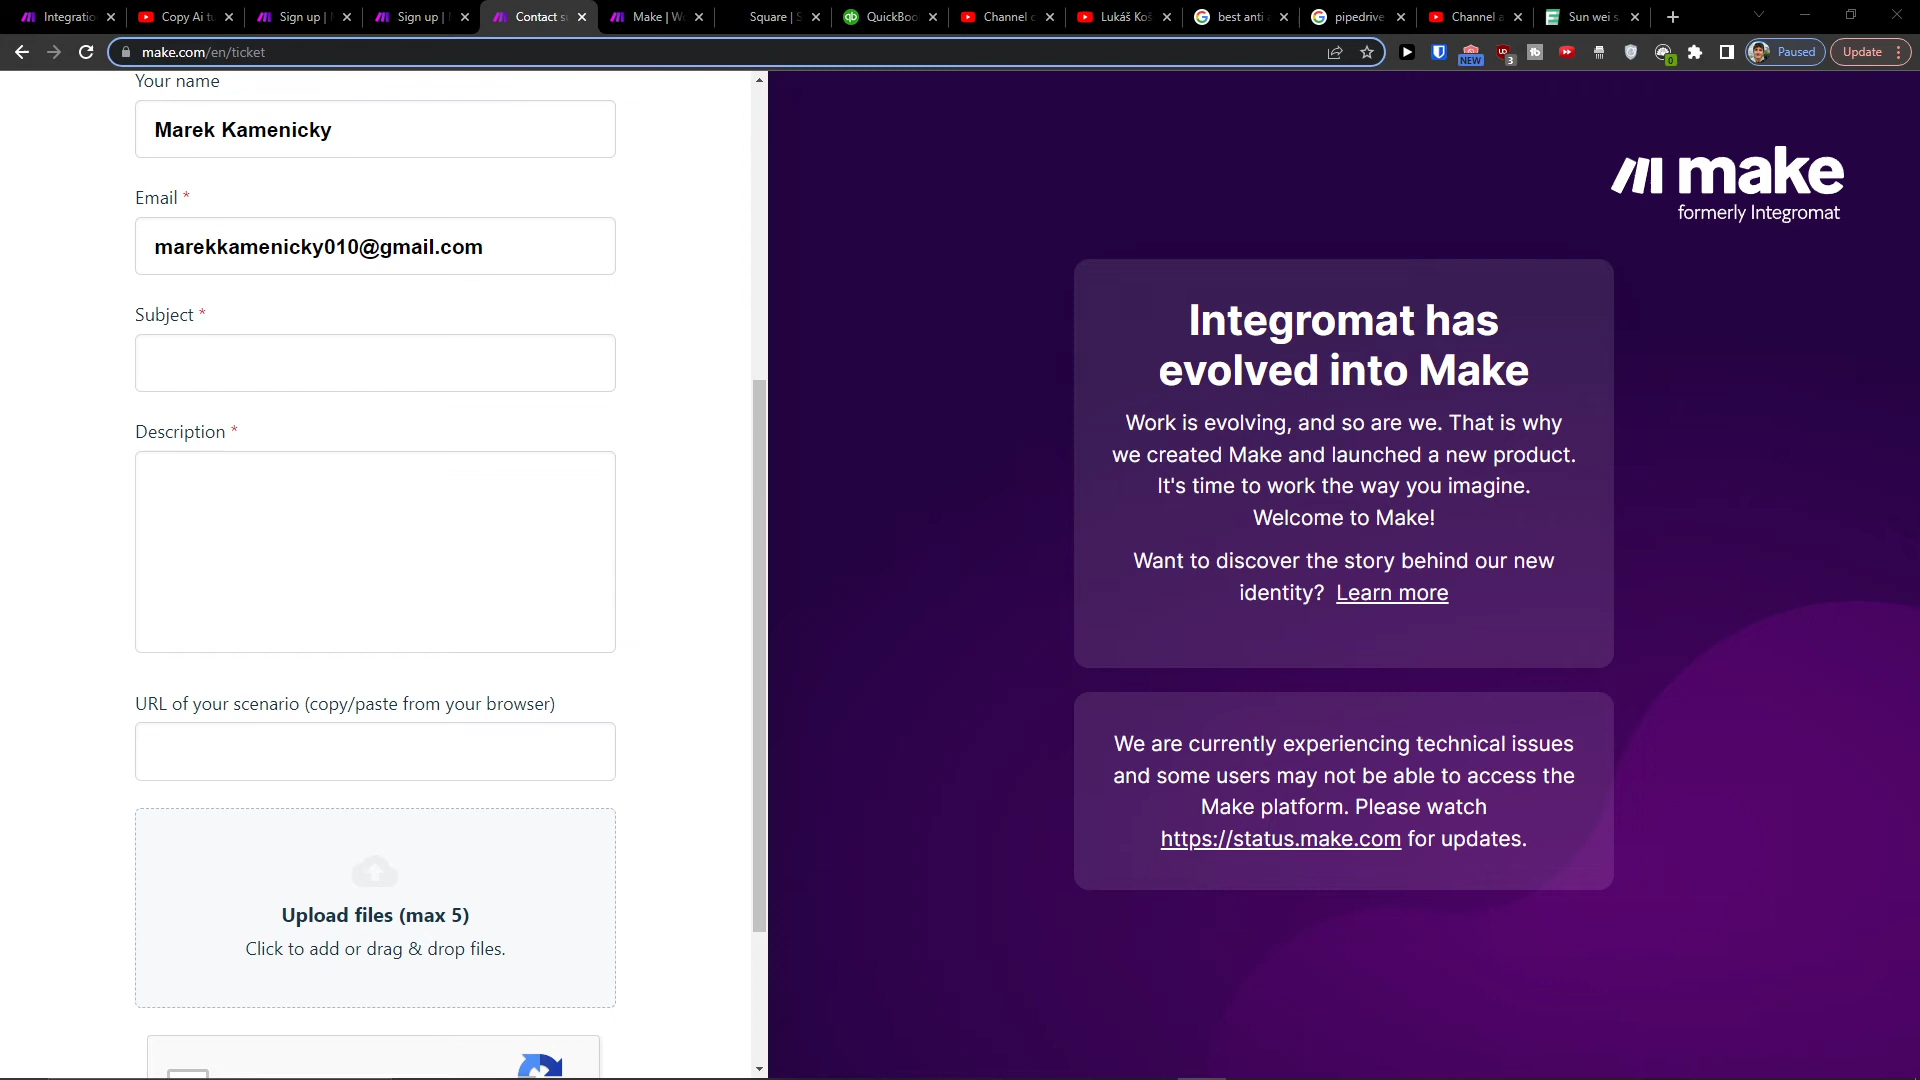 Integratio
Copy Ai tu
Sign up |
Sign up |
Contact s
Make | W
Square | S
QuickBoo
Channel c
Lukáš Koš
best anti
pipedrive
Channel a
Sun wei s
make.com/en/ticket
NEW
3
0
Paused
Update
Your name
Marek Kamenicky
Email *
marekkamenicky010@gmail.com
Subject *
Description *
URL of your scenario (copy/paste from your browser)
Upload files (max 5)
Click to add or drag & drop files.
make
formerly Integromat
Integromat has
evolved into Make
Work is evolving, and so are we. That is why
we created Make and launched a new product.
It's time to work the way you imagine.
Welcome to Make!
Want to discover the story behind our new
identity? Learn more
We are currently experiencing technical issues
and some users may not be able to access the
Make platform. Please watch
https://status.make.com for updates.